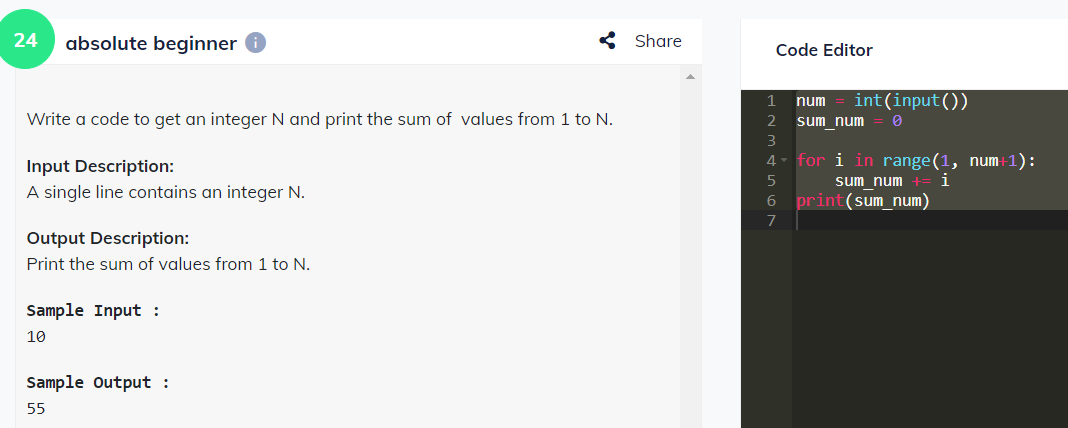 24
absolute beginner i
Share
Write a code to get an integer N and print the sum of values from 1 to N.
Input Description:
A single line contains an integer N.
Output Description:
Print the sum of values from 1 to N.
Sample Input :
10
Sample Output :
55
Code Editor
1 num = int(input())
2 sum_num = 0
3
4 for i in range(1, num+1):
5     sum_num += i
6 print(sum_num)
7